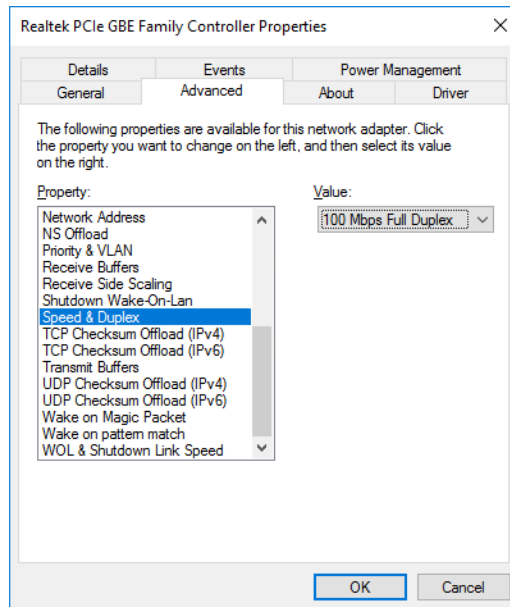 Realtek PCIe GBE Family Controller Properties
Details Events Power Management
General Advanced About Driver
The following properties are available for this network adapter. Click
the property you want to change on the left, and then select its value
on the right.
Property: Value:
Network Address 100 Mbps Full Duplex
NS Offload
Priority & VLAN
Receive Buffers
Receive Side Scaling
Shutdown Wake-On-Lan
Speed & Duplex
TCP Checksum Offload (IPv4)
TCP Checksum Offload (IPv6)
Transmit Buffers
UDP Checksum Offload (IPv4)
UDP Checksum Offload (IPv6)
Wake on Magic Packet
Wake on pattern match
WOL & Shutdown Link Speed
OK Cancel